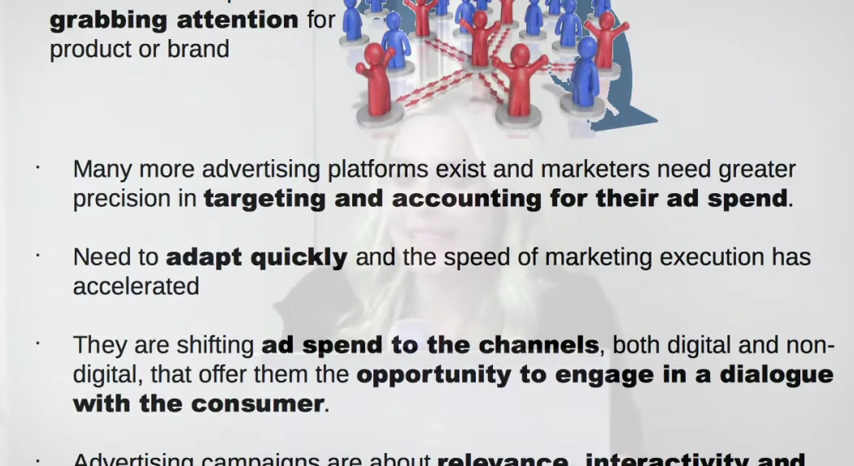 grabbing attention for
product or brand
· Many more advertising platforms exist and marketers need greater
precision in targeting and accounting for their ad spend.
· Need to adapt quickly and the speed of marketing execution has
accelerated
· They are shifting ad spend to the channels, both digital and non-
digital, that offer them the opportunity to engage in a dialogue
with the consumer.
· Advertising campaigns are about relevance, interactivity and